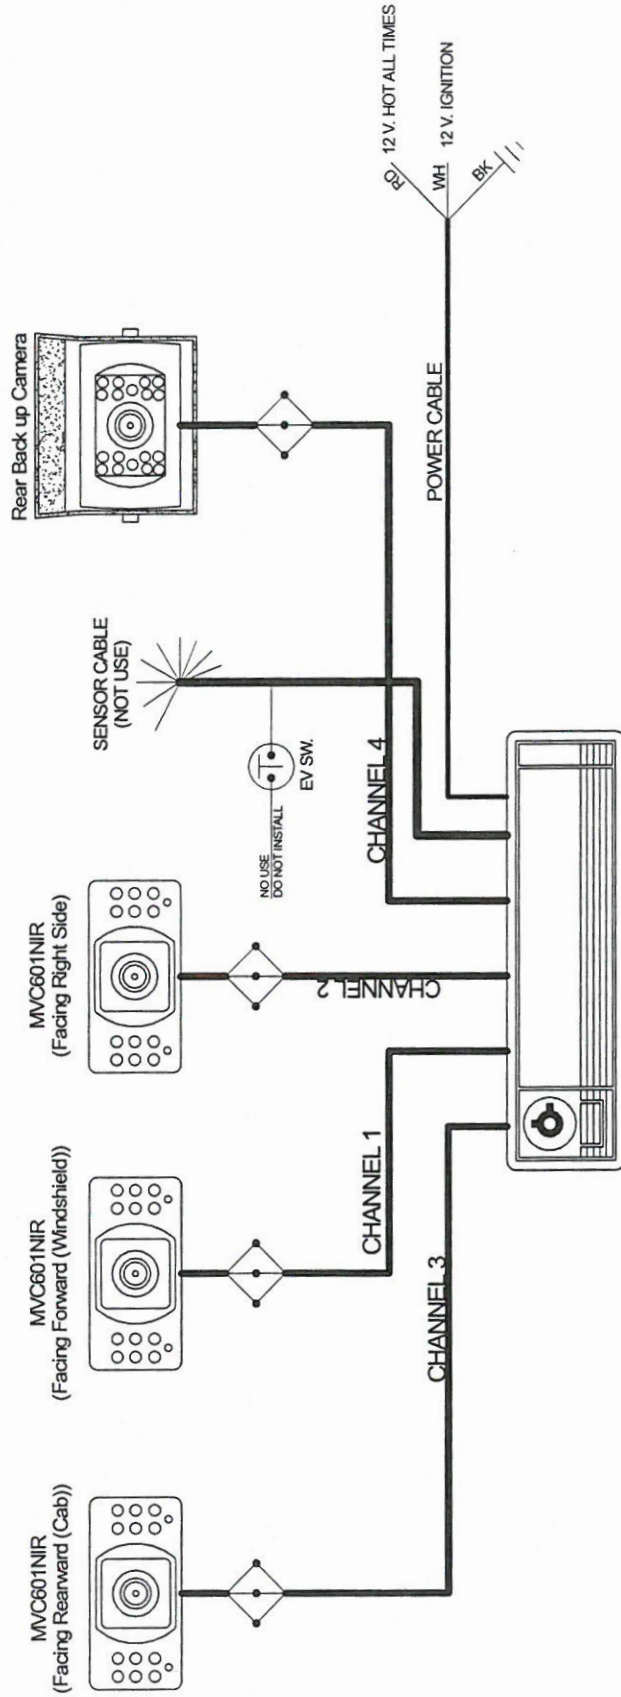 MVC601NIR
(Facing Rearward (Cab))
MVC601NIR
(Facing Forward (Windshield))
MVC601NIR
(Facing Right Side)
SENSOR CABLE
(NOT USE)
Rear Back up Camera
NO USE
DO NOT INSTALL
EV SW.
CHANNEL 3
CHANNEL 1
CHANNEL 2
CHANNEL 4
POWER CABLE
RD
12 V. HOT ALL TIMES
WH
12 V. IGNITION
BK